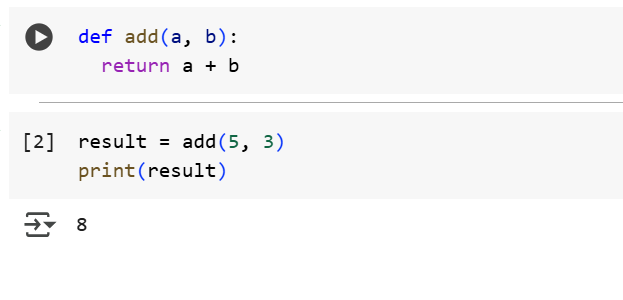 def add(a, b):
  return a + b
[2] result = add(5, 3)
print(result)
8